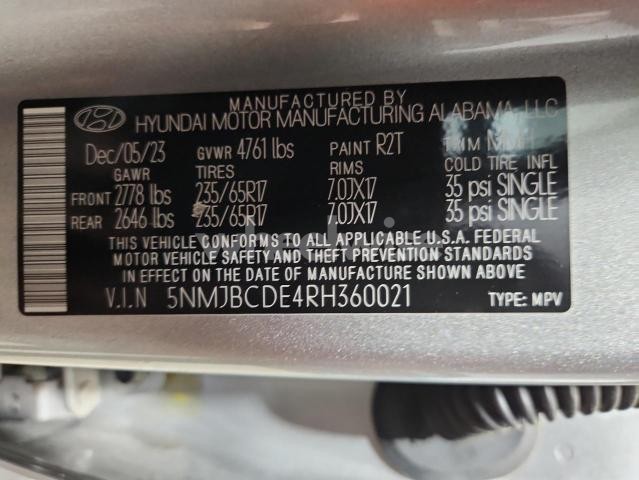 MANUFACTURED BY
HYUNDAI MOTOR MANUFACTURING ALABAMA, LLC
Dec/05/23 GVWR 4761 lbs PAINT R2T
GAWR TIRES RIMS COLD TIRE INFL
FRONT 2778 lbs 235/65R17 7.0JX17 35 psi SINGLE
REAR 2646 lbs 235/65R17 7.0JX17 35 psi SINGLE
THIS VEHICLE CONFORMS TO ALL APPLICABLE U.S.A. FEDERAL
MOTOR VEHICLE SAFETY AND THEFT PREVENTION STANDARDS
IN EFFECT ON THE DATE OF MANUFACTURE SHOWN ABOVE
V.I.N 5NMJBCDE4RH360021 TYPE: MPV